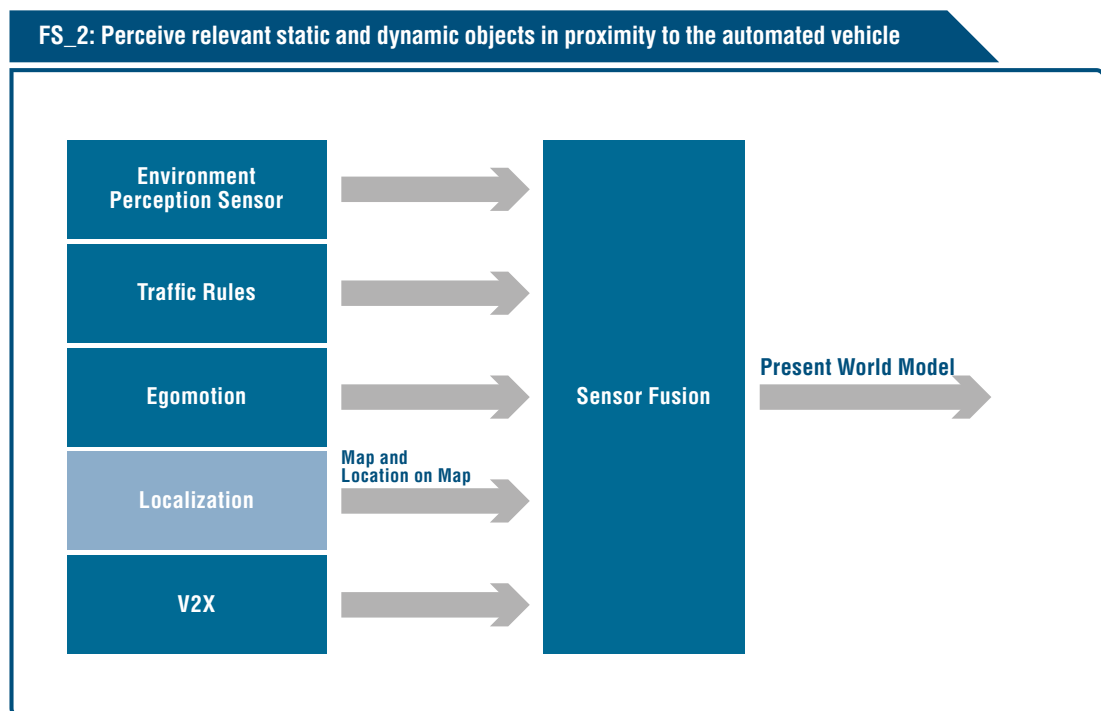 FS_2: Perceive relevant static and dynamic objects in proximity to the automated vehicle
Environment
Perception Sensor
Traffic Rules
Egomotion
Localization
V2X
Map and
Location on Map
Sensor Fusion
Present World Model